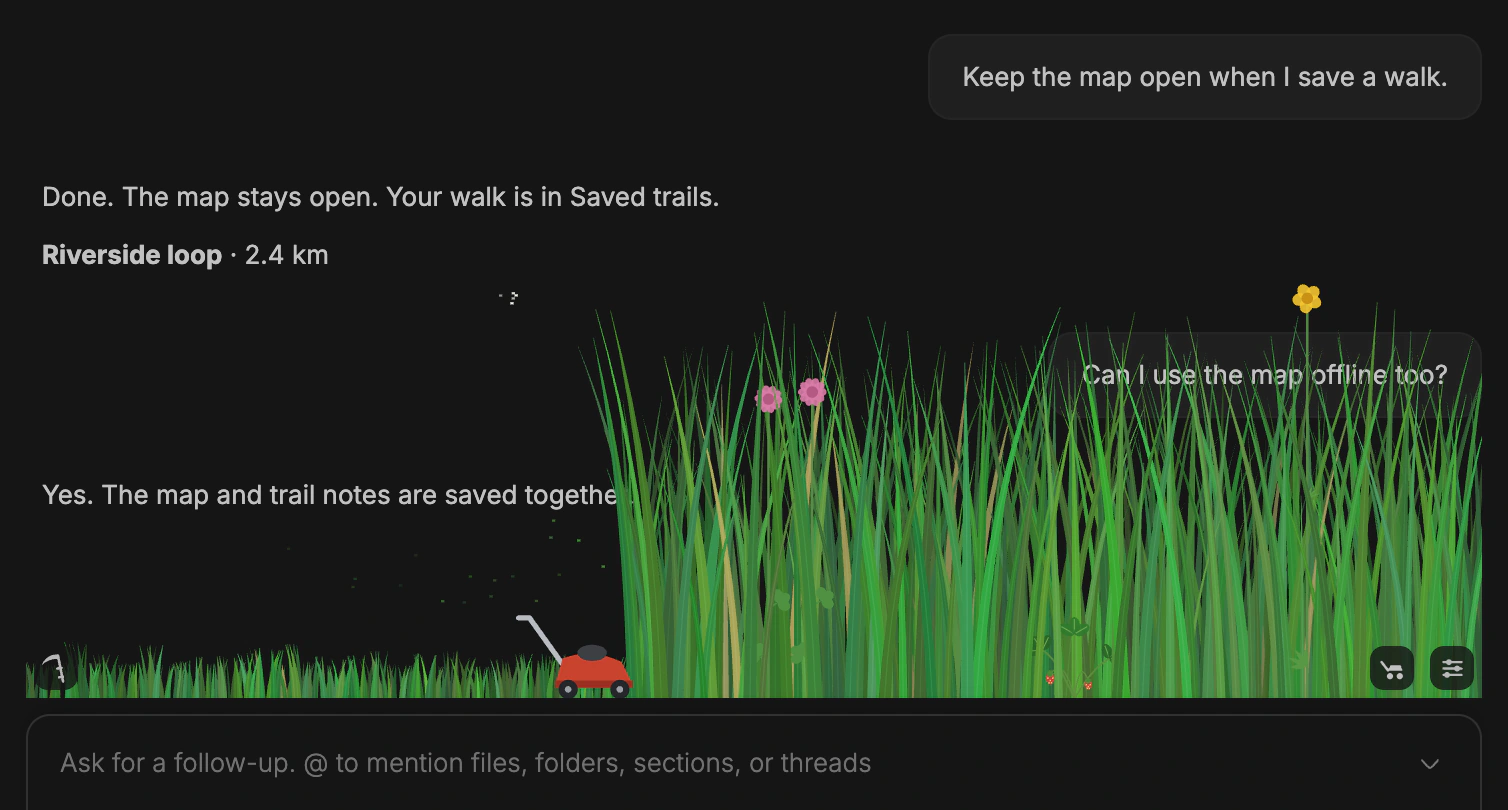 Keep the map open when I save a walk.
Done. The map stays open. Your walk is in Saved trails.
Riverside loop · 2.4 km
Can I use the map offline too?
Yes. The map and trail notes are saved
Ask for a follow-up. @ to mention files, folders, sections, or threads